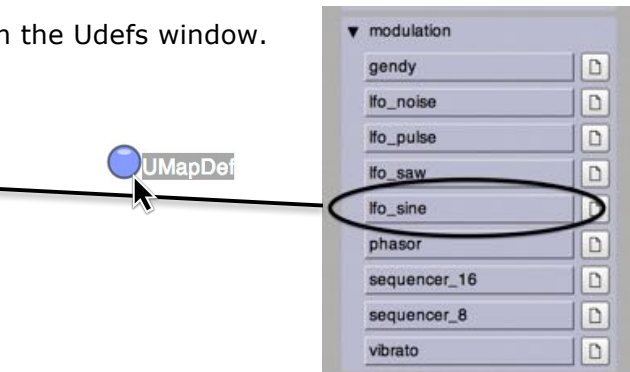 n the Udefs window.
UMapDef
modulation
gendy
lfo_noise
lfo_pulse
lfo_saw
lfo_sine
phasor
sequencer_16
sequencer_8
vibrato